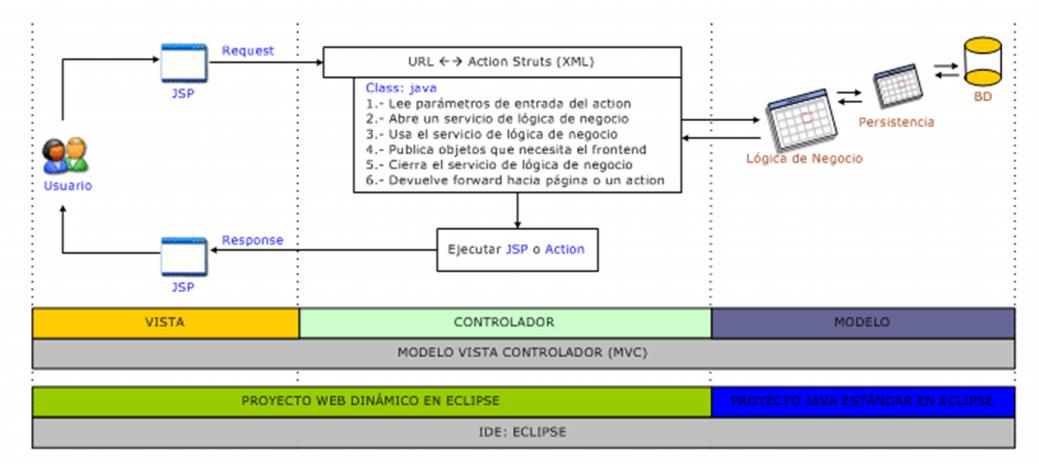 Request
JSP
URL ←→ Action Struts (XML)
Class: java
1.- Lee parámetros de entrada del action
2.- Abre un servicio de lógica de negocio
3.- Usa el servicio de lógica de negocio
4.- Publica objetos que necesita el frontend
5.- Cierra el servicio de lógica de negocio
6.- Devuelve forward hacia página o un action
BD
Persistencia
Lógica de Negocio
Usuario
Response
JSP
Ejecutar JSP o Action
VISTA
CONTROLADOR
MODELO
MODELO VISTA CONTROLADOR (MVC)
PROYECTO WEB DINÁMICO EN ECLIPSE
PROYECTO JAVA ESTÁNDAR EN ECLIPSE
IDE: ECLIPSE